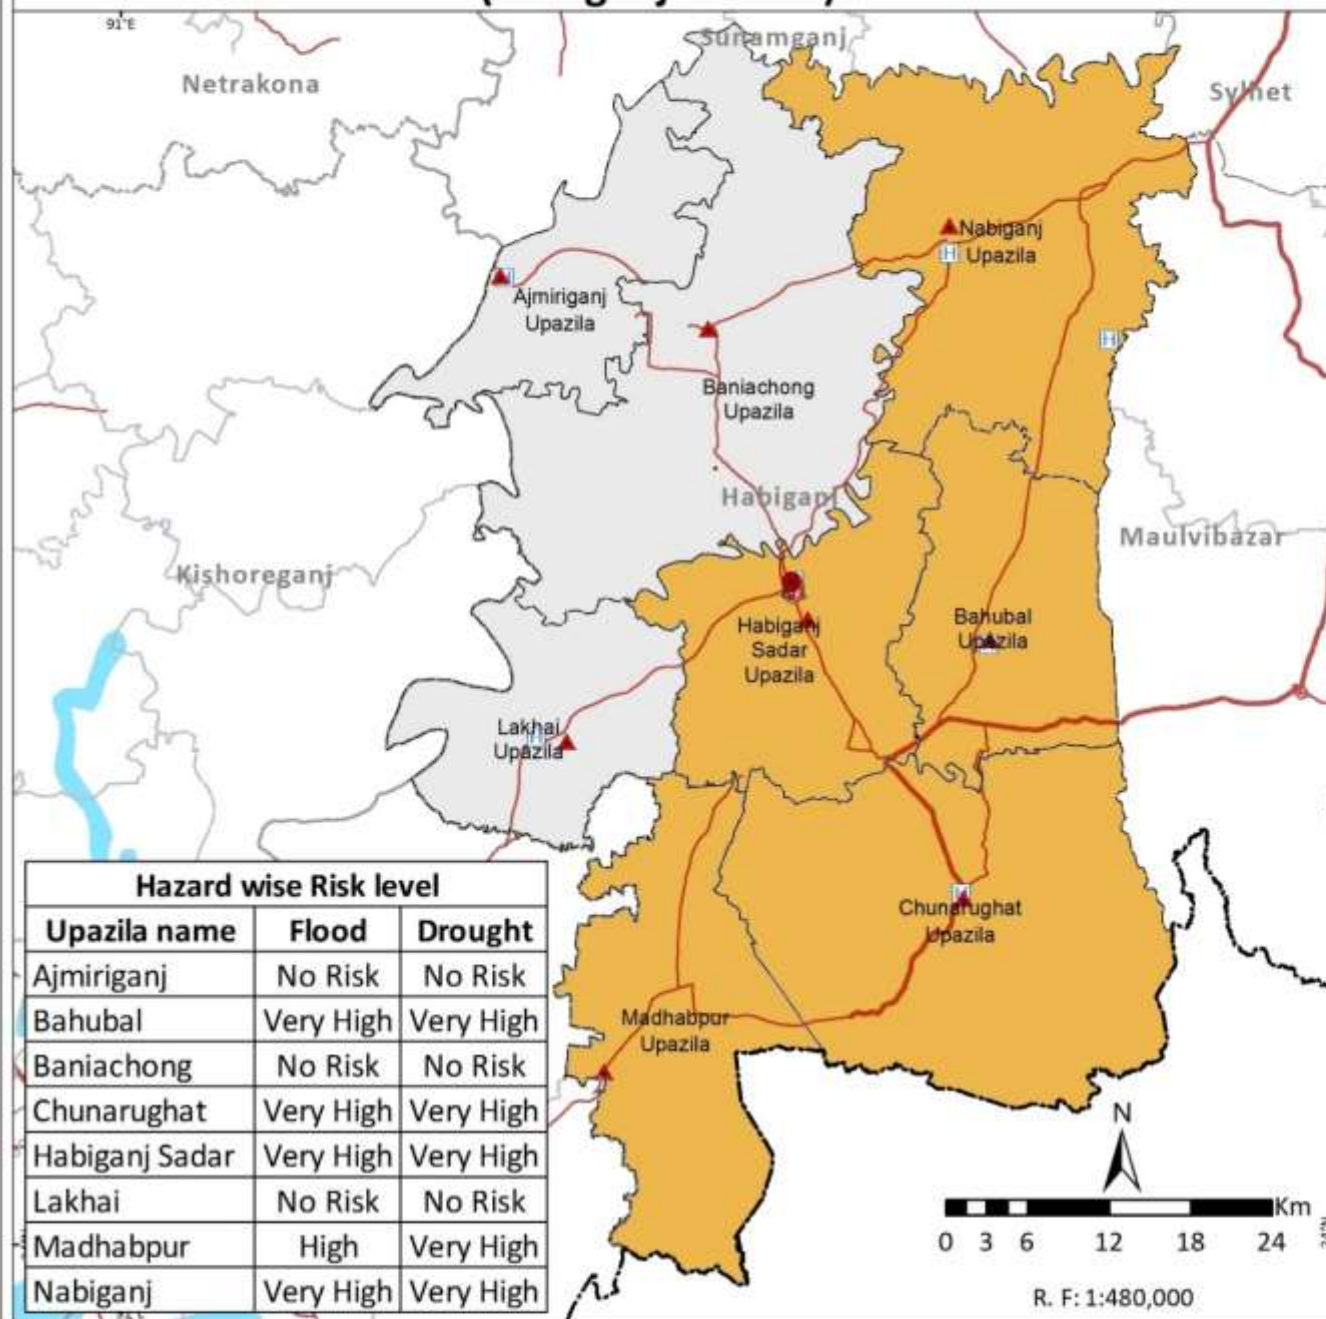 91°E
Sunamganj
Netrakona
Sylhet
Nabiganj
Upazila
H
Ajmiriganj
Upazila
H
Baniachong
Upazila
Habiganj
Maulvibazar
Kishoreganj
Habiganj
Sadar
Upazila
Bahubal
Upazila
Lakhai
Upazila
H
Chunarughat
Upazila
Madhabpur
Upazila
Hazard wise Risk level
Upazila name Flood Drought
Ajmiriganj No Risk No Risk
Bahubal Very High Very High
Baniachong No Risk No Risk
Chunarughat Very High Very High
Habiganj Sadar Very High Very High
Lakhai No Risk No Risk
Madhabpur High Very High
Nabiganj Very High Very High
N
Km
0 3 6 12 18 24
R. F: 1:480,000